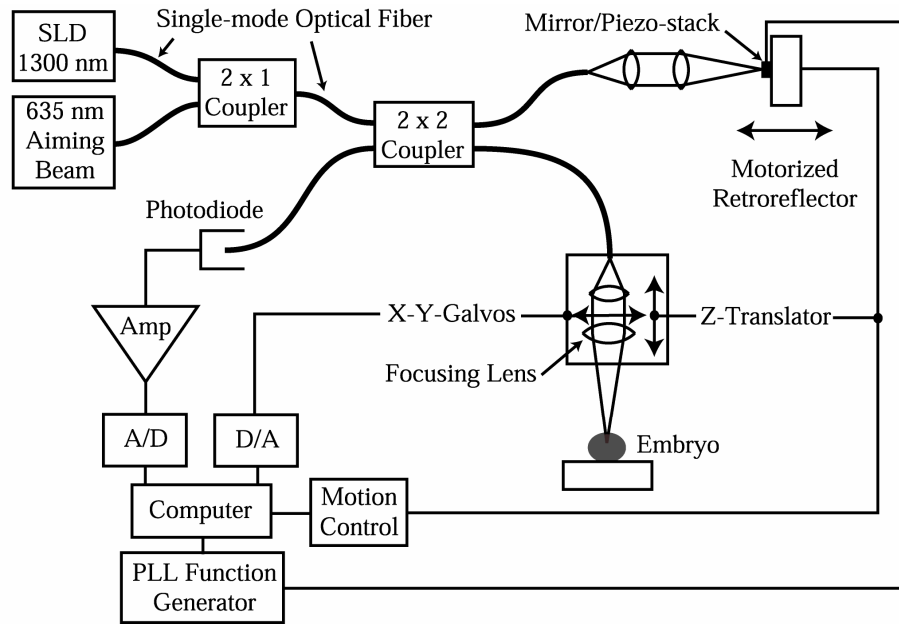 SLD
1300 nm
Single-mode Optical Fiber
Mirror/Piezo-stack
2 x 1
Coupler
635 nm
Aiming
Beam
2 x 2
Coupler
Motorized
Retroreflector
Photodiode
Amp
X-Y-Galvos
Z-Translator
Focusing Lens
A/D
D/A
Embryo
Computer
Motion
Control
PLL Function
Generator